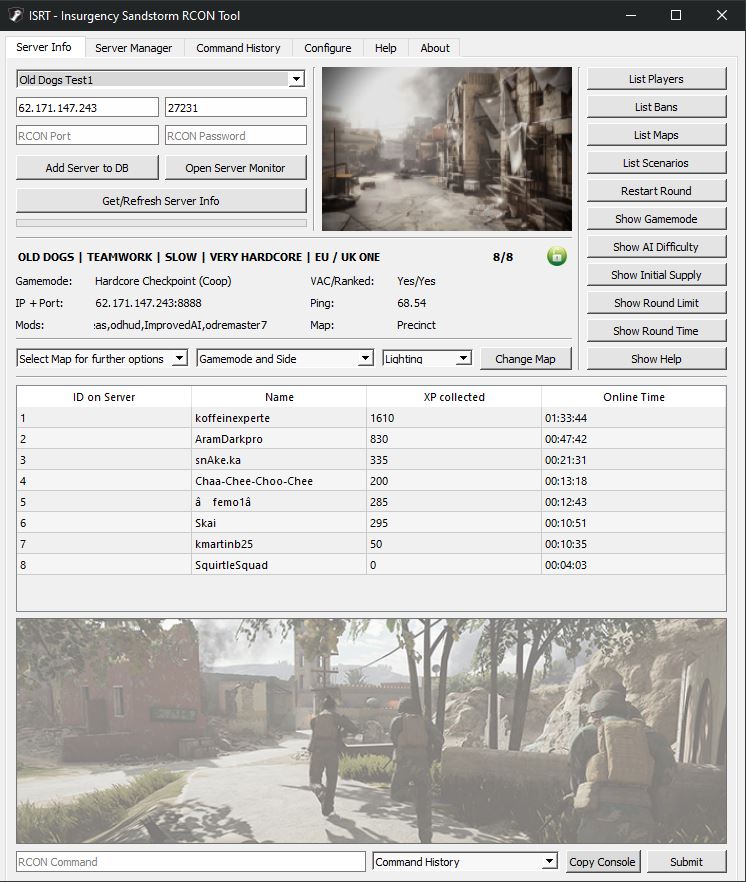 ISRT - Insurgency Sandstorm RCON Tool
Server Info Server Manager Command History Configure Help About
Old Dogs Test1
62.171.147.243 27231
RCON Port RCON Password
Add Server to DB Open Server Monitor
Get/Refresh Server Info
List Players
List Bans
List Maps
List Scenarios
Restart Round
Show Gamemode
Show AI Difficulty
Show Initial Supply
Show Round Limit
Show Round Time
Show Help
OLD DOGS | TEAMWORK | SLOW | VERY HARDCORE | EU / UK ONE 8/8
Gamemode: Hardcore Checkpoint (Coop) VAC/Ranked: Yes/Yes
IP + Port: 62.171.147.243:8888 Ping: 68.54
Mods: eas,odhud,ImprovedAI,odremaster7 Map: Precinct
Select Map for further options Gamemode and Side Lighting Change Map
ID on Server Name XP collected Online Time
1 koffeinexperte 1610 01:33:44
2 AramDarkpro 830 00:47:42
3 snAke.ka 335 00:21:31
4 Chaa-Chee-Choo-Chee 200 00:13:18
5 â femo1â 285 00:12:43
6 Skai 295 00:10:51
7 kmartinb25 50 00:10:35
8 SquirtleSquad 0 00:04:03
RCON Command Command History Copy Console Submit